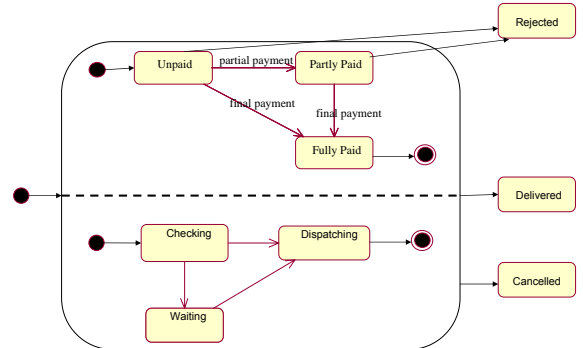 Rejected
Unpaid
partial payment
Partly Paid
final payment
final payment
Fully Paid
Delivered
Checking
Dispatching
Cancelled
Waiting